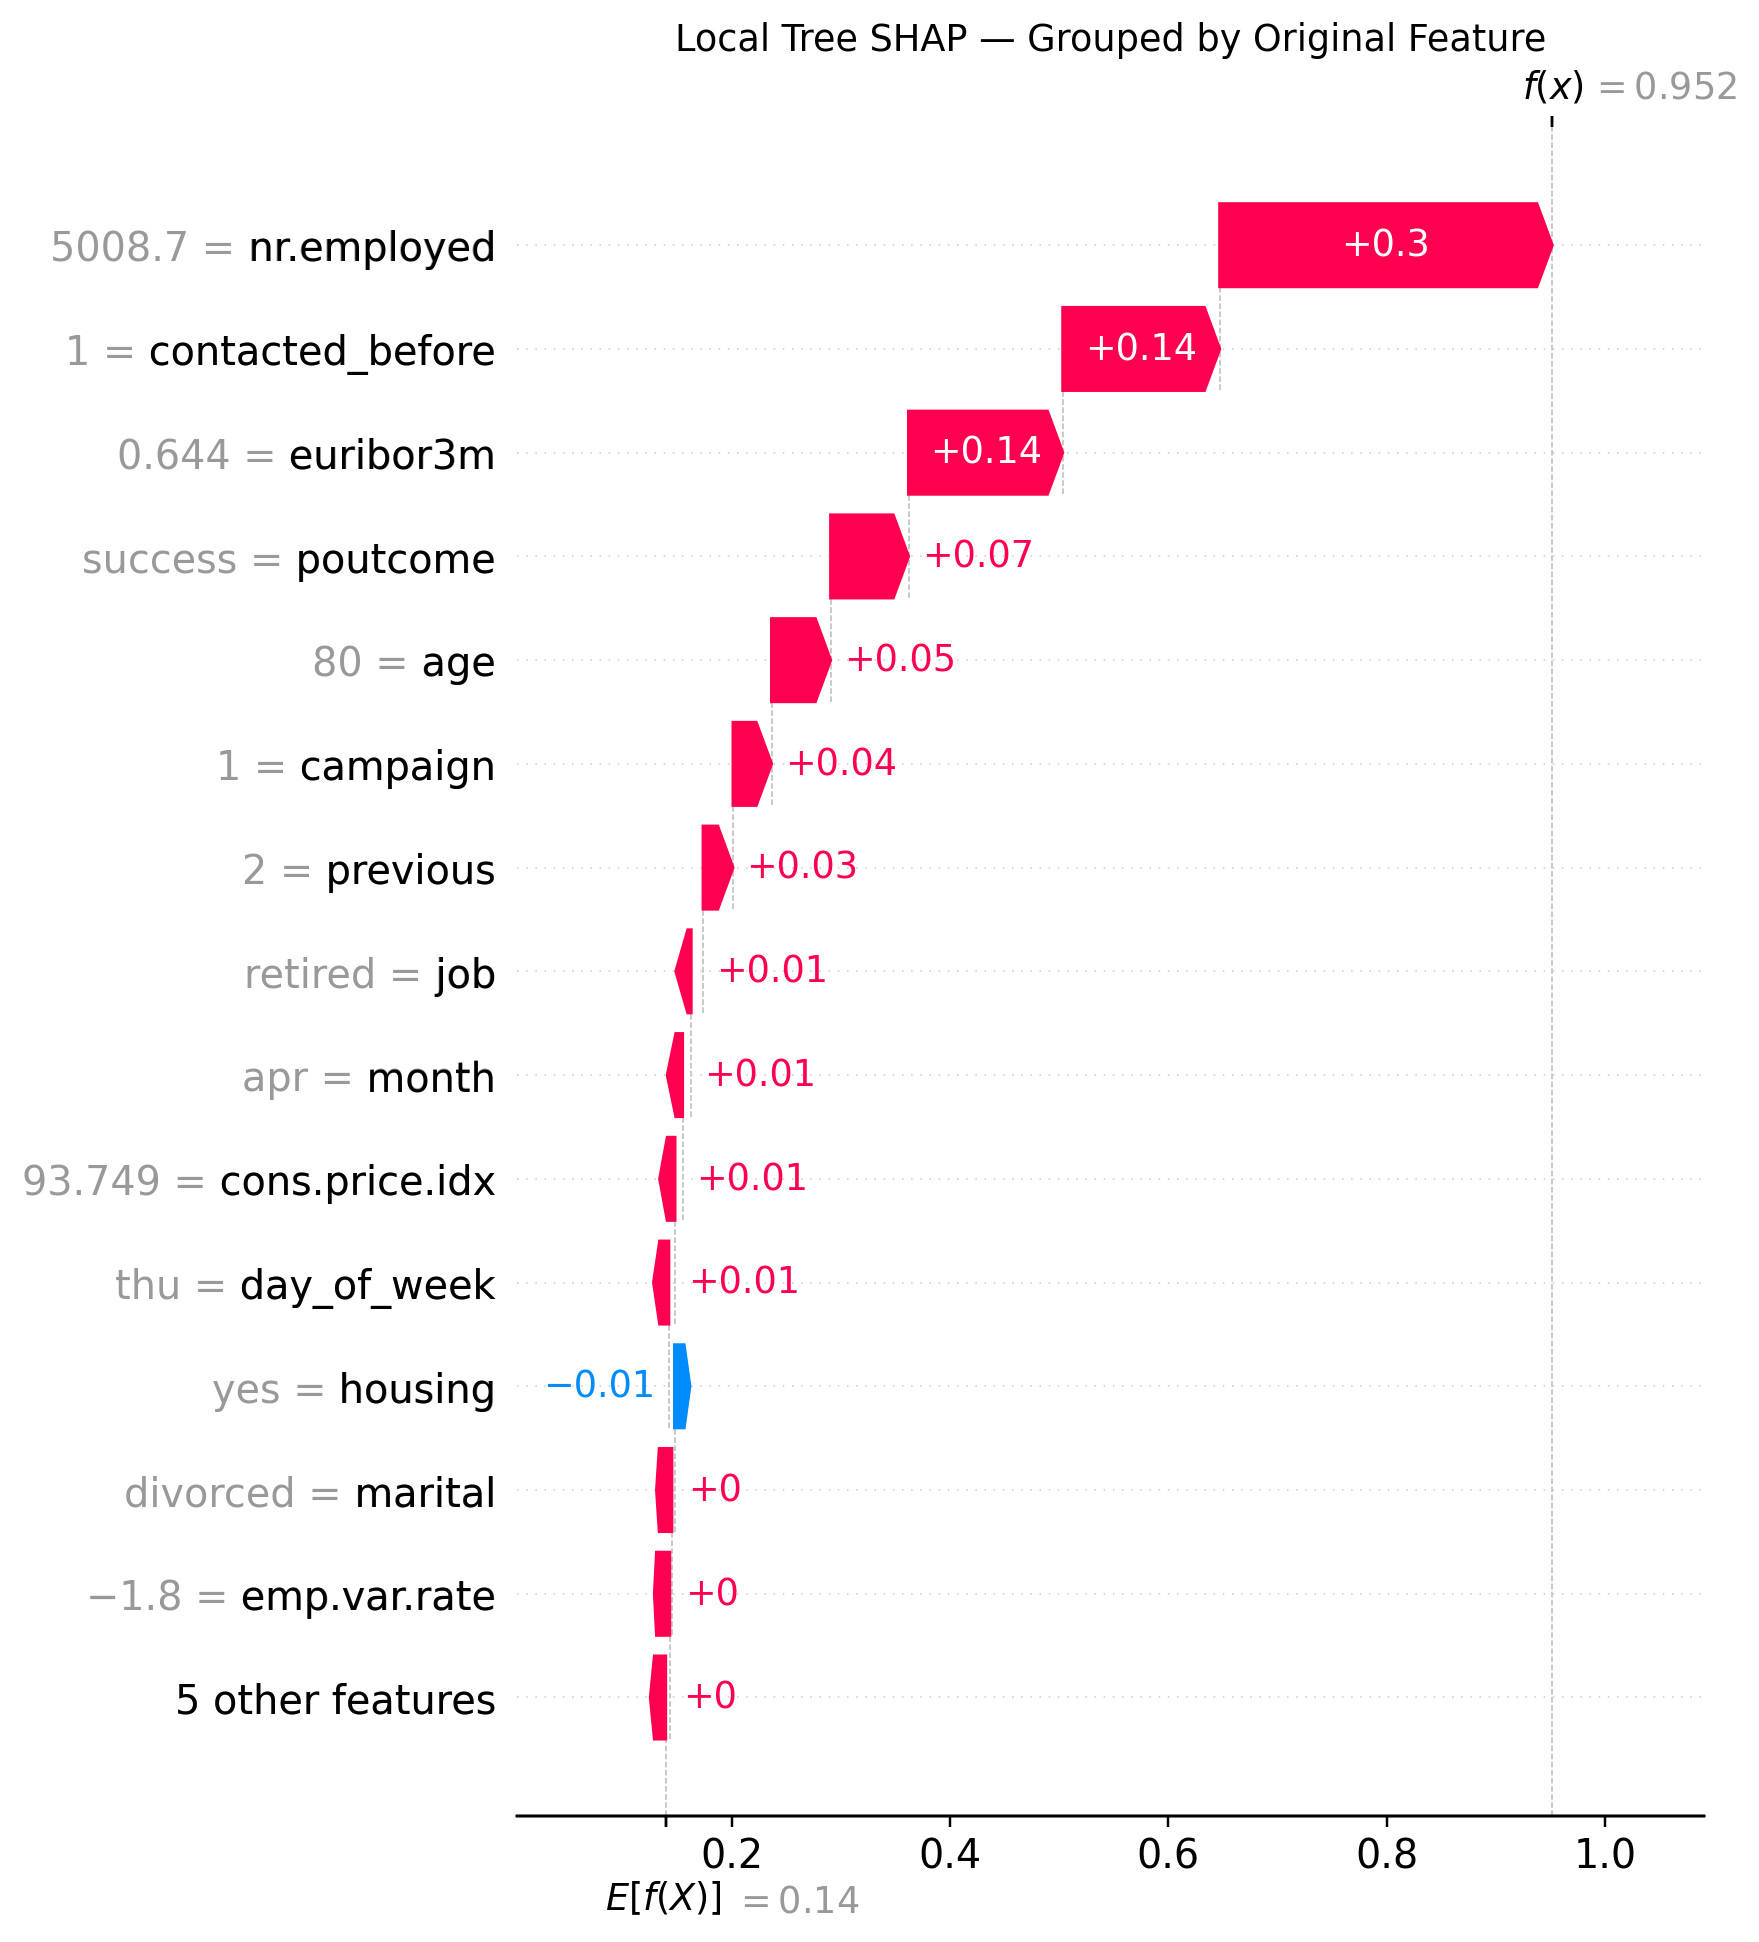 Local Tree SHAP — Grouped by Original Feature
f(x) = 0.952
5008.7 = nr.employed +0.3
1 = contacted_before +0.14
0.644 = euribor3m +0.14
success = poutcome +0.07
80 = age +0.05
1 = campaign +0.04
2 = previous +0.03
retired = job +0.01
apr = month +0.01
93.749 = cons.price.idx +0.01
thu = day_of_week +0.01
yes = housing −0.01
divorced = marital +0
−1.8 = emp.var.rate +0
5 other features +0
0.2 0.4 0.6 0.8 1.0
E[f(X)] = 0.14